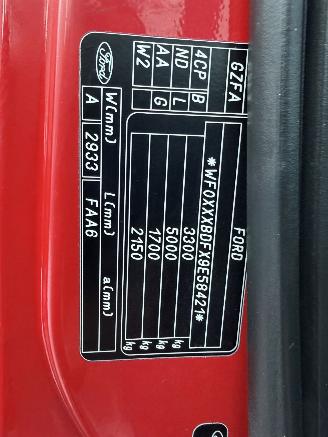 FORD
GZFA
*WF0XXXBDFX9E58421*
4CP B
3300 kg
ND L
5000 kg
AA
1700 kg
W2 G
2150 kg
Ford
W(mm) L(mm) a(mm)
A 2933 FAA6